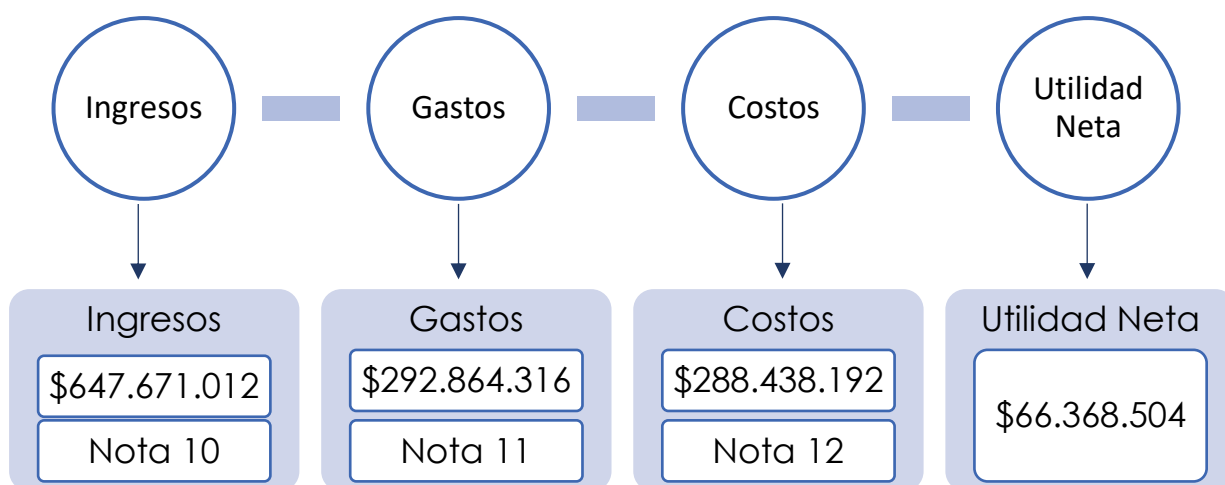 Ingresos
Gastos
Costos
Utilidad
Neta
Ingresos
$647.671.012
Nota 10
Gastos
$292.864.316
Nota 11
Costos
$288.438.192
Nota 12
Utilidad Neta
$66.368.504